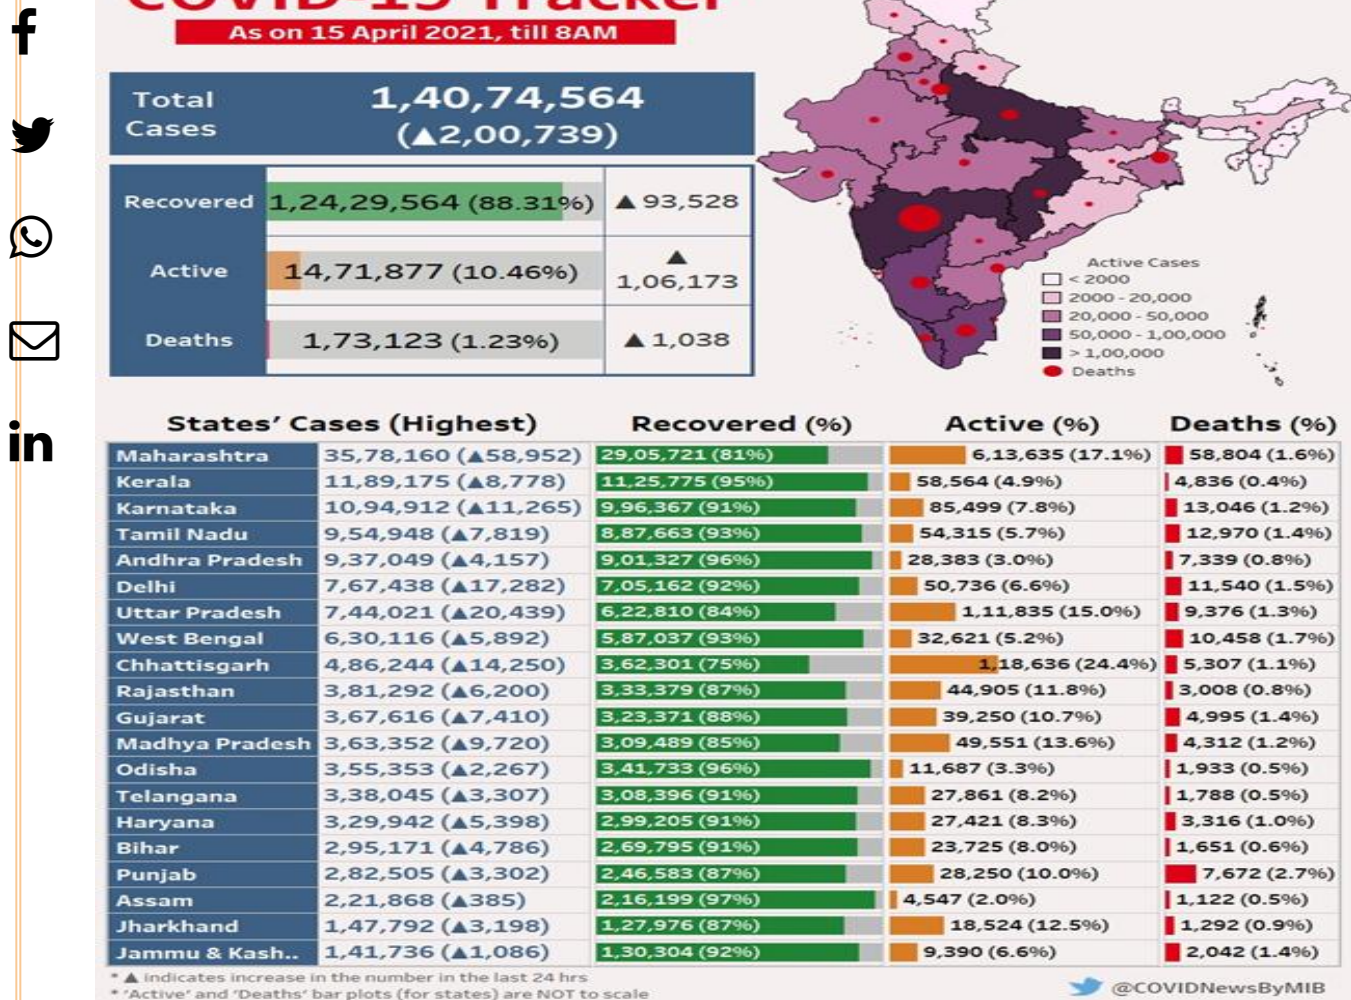 COVID-19 Tracker
As on 15 April 2021, till 8AM
Total Cases 1,40,74,564 (▲2,00,739)
Recovered 1,24,29,564 (88.31%) ▲93,528
Active 14,71,877 (10.46%) ▲ 1,06,173
Deaths 1,73,123 (1.23%) ▲1,038
Active Cases
< 2000
2000 - 20,000
20,000 - 50,000
50,000 - 1,00,000
> 1,00,000
Deaths
States' Cases (Highest) Recovered (%) Active (%) Deaths (%)
Maharashtra 35,78,160 (▲58,952) 29,05,721 (81%) 6,13,635 (17.1%) 58,804 (1.6%)
Kerala 11,89,175 (▲8,778) 11,25,775 (95%) 58,564 (4.9%) 4,836 (0.4%)
Karnataka 10,94,912 (▲11,265) 9,96,367 (91%) 85,499 (7.8%) 13,046 (1.2%)
Tamil Nadu 9,54,948 (▲7,819) 8,87,663 (93%) 54,315 (5.7%) 12,970 (1.4%)
Andhra Pradesh 9,37,049 (▲4,157) 9,01,327 (96%) 28,383 (3.0%) 7,339 (0.8%)
Delhi 7,67,438 (▲17,282) 7,05,162 (92%) 50,736 (6.6%) 11,540 (1.5%)
Uttar Pradesh 7,44,021 (▲20,439) 6,22,810 (84%) 1,11,835 (15.0%) 9,376 (1.3%)
West Bengal 6,30,116 (▲5,892) 5,87,037 (93%) 32,621 (5.2%) 10,458 (1.7%)
Chhattisgarh 4,86,244 (▲14,250) 3,62,301 (75%) 1,18,636 (24.4%) 5,307 (1.1%)
Rajasthan 3,81,292 (▲6,200) 3,33,379 (87%) 44,905 (11.8%) 3,008 (0.8%)
Gujarat 3,67,616 (▲7,410) 3,23,371 (88%) 39,250 (10.7%) 4,995 (1.4%)
Madhya Pradesh 3,63,352 (▲9,720) 3,09,489 (85%) 49,551 (13.6%) 4,312 (1.2%)
Odisha 3,55,353 (▲2,267) 3,41,733 (96%) 11,687 (3.3%) 1,933 (0.5%)
Telangana 3,38,045 (▲3,307) 3,08,396 (91%) 27,861 (8.2%) 1,788 (0.5%)
Haryana 3,29,942 (▲5,398) 2,99,205 (91%) 27,421 (8.3%) 3,316 (1.0%)
Bihar 2,95,171 (▲4,786) 2,69,795 (91%) 23,725 (8.0%) 1,651 (0.6%)
Punjab 2,82,505 (▲3,302) 2,46,583 (87%) 28,250 (10.0%) 7,672 (2.7%)
Assam 2,21,868 (▲385) 2,16,199 (97%) 4,547 (2.0%) 1,122 (0.5%)
Jharkhand 1,47,792 (▲3,198) 1,27,976 (87%) 18,524 (12.5%) 1,292 (0.9%)
Jammu & Kash.. 1,41,736 (▲1,086) 1,30,304 (92%) 9,390 (6.6%) 2,042 (1.4%)
* ▲ indicates increase in the number in the last 24 hrs
* 'Active' and 'Deaths' bar plots (for states) are NOT to scale
@COVIDNewsByMIB